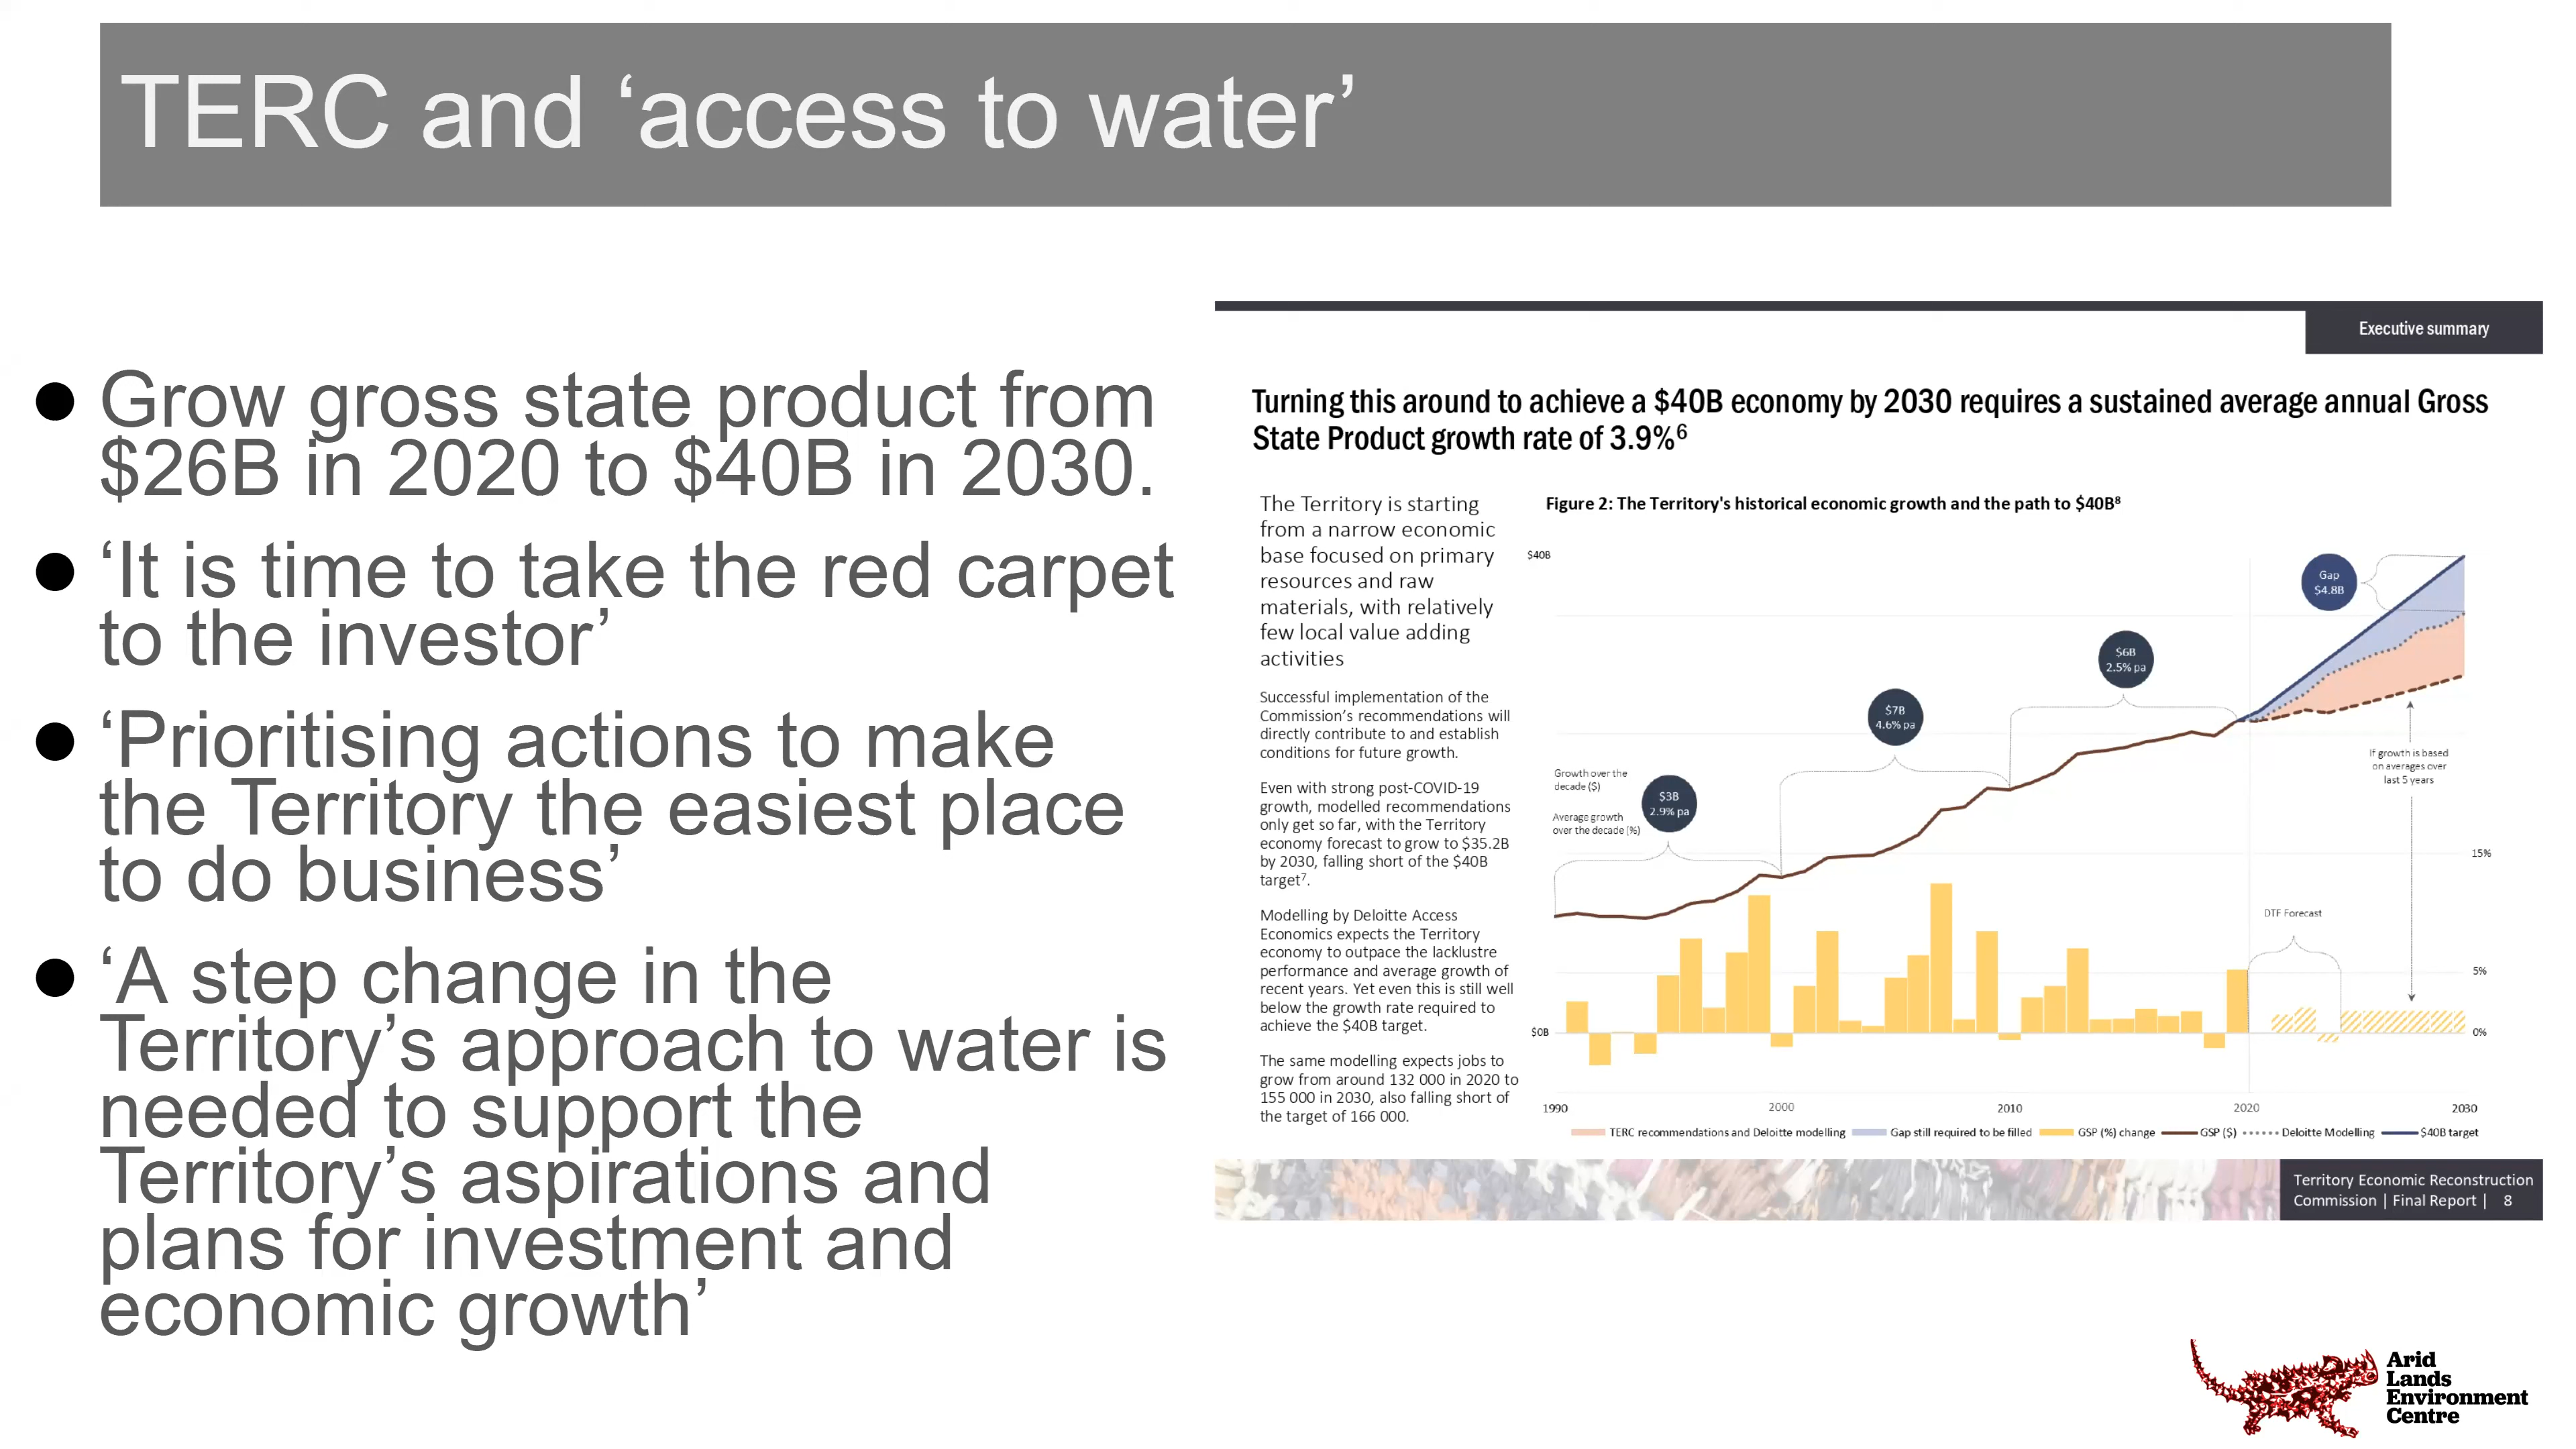 TERC and ‘access to water’
● Grow gross state product from
$26B in 2020 to $40B in 2030.
● ‘It is time to take the red carpet
to the investor’
● ‘Prioritising actions to make
the Territory the easiest place
to do business’
● ‘A step change in the
Territory’s approach to water is
needed to support the
Territory’s aspirations and
plans for investment and
economic growth’
Executive summary
Turning this around to achieve a $40B economy by 2030 requires a sustained average annual Gross
State Product growth rate of 3.9%⁶
The Territory is starting
from a narrow economic
base focused on primary
resources and raw
materials, with relatively
few local value adding
activities
Successful implementation of the
Commission’s recommendations will
directly contribute to and establish
conditions for future growth.
Even with strong post-COVID-19
growth, modelled recommendations
only get so far, with the Territory
economy forecast to grow to $35.2B
by 2030, falling short of the $40B
target⁷.
Modelling by Deloitte Access
Economics expects the Territory
economy to outpace the lacklustre
performance and average growth of
recent years. Yet even this is still well
below the growth rate required to
achieve the $40B target.
The same modelling expects jobs to
grow from around 132 000 in 2020 to
155 000 in 2030, also falling short of
the target of 166 000.
Figure 2: The Territory's historical economic growth and the path to $40B⁸
$40B
Gap
$4.8B
$6B
2.5% pa
$7B
4.6% pa
If growth is based
on averages over
last 5 years
Growth over the
decade ($)
$3B
2.9% pa
Average growth
over the decade (%)
15%
DTF Forecast
5%
$0B
0%
1990
2000
2010
2020
2030
TERC recommendations and Deloitte modelling
Gap still required to be filled
GSP (%) change
GSP ($)
Deloitte Modelling
$40B target
Territory Economic Reconstruction
Commission | Final Report | 8
Arid
Lands
Environment
Centre